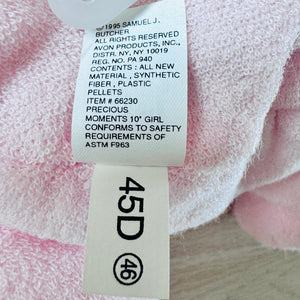 ©1995 SAMUEL J.
BUTCHER
ALL RIGHTS RESERVED
AVON PRODUCTS, INC.,
DISTR. NY, NY 10019
REG. NO. PA 940
CONTENTS : ALL NEW
MATERIAL , SYNTHETIC
FIBER , PLASTIC
PELLETS
ITEM # 66230
PRECIOUS
MOMENTS 10" GIRL
CONFORMS TO SAFETY
REQUIREMENTS OF
ASTM F963
45D 46